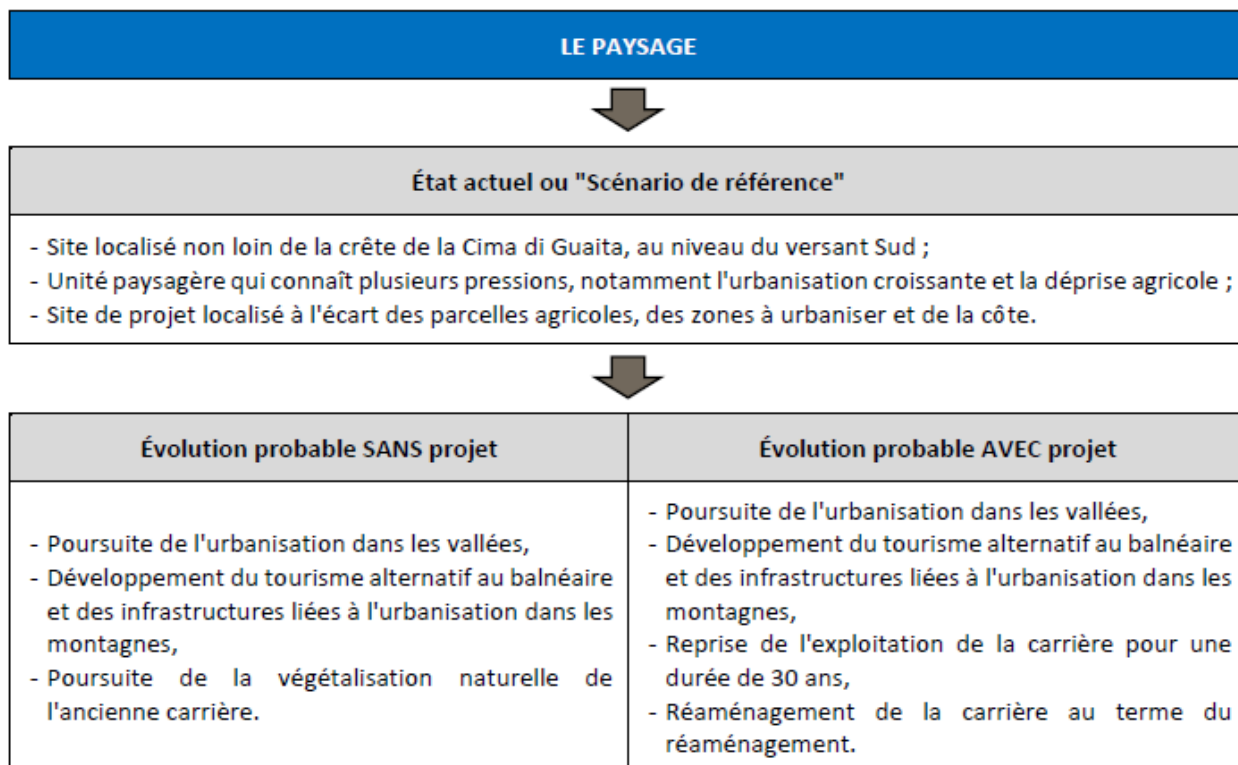 LE PAYSAGE
État actuel ou "Scénario de référence"
- Site localisé non loin de la crête de la Cima di Guaita, au niveau du versant Sud ;
- Unité paysagère qui connaît plusieurs pressions, notamment l'urbanisation croissante et la déprise agricole ;
- Site de projet localisé à l'écart des parcelles agricoles, des zones à urbaniser et de la côte.
Évolution probable SANS projet
- Poursuite de l'urbanisation dans les vallées,
- Développement du tourisme alternatif au balnéaire
et des infrastructures liées à l'urbanisation dans les
montagnes,
- Poursuite de la végétalisation naturelle de
l'ancienne carrière.
Évolution probable AVEC projet
- Poursuite de l'urbanisation dans les vallées,
- Développement du tourisme alternatif au balnéaire
et des infrastructures liées à l'urbanisation dans les
montagnes,
- Reprise de l'exploitation de la carrière pour une
durée de 30 ans,
- Réaménagement de la carrière au terme du
réaménagement.